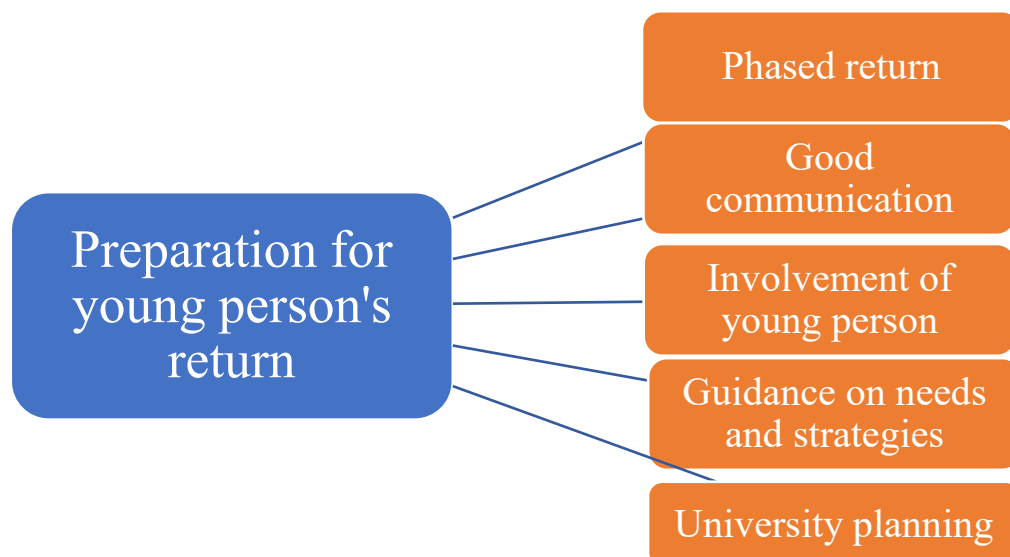 Preparation for
young person's
return
Phased return
Good
communication
Involvement of
young person
Guidance on needs
and strategies
University planning